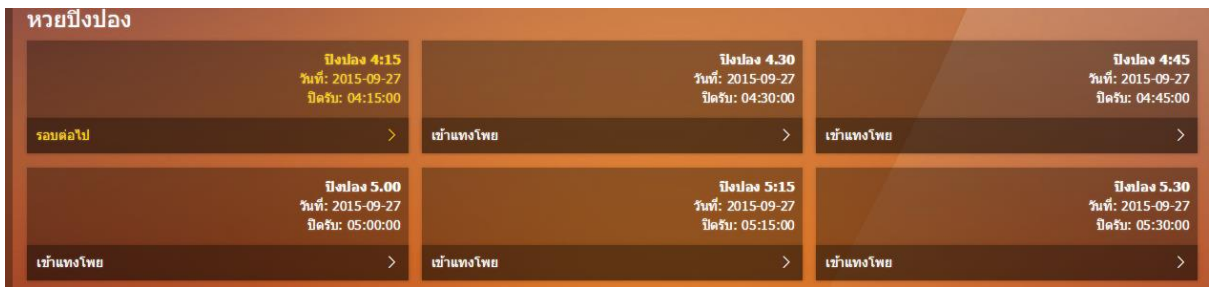 หวยปิงปอง
ปิงปอง 4:15
วันที่: 2015-09-27
ปิดรับ: 04:15:00
รอบต่อไป
ปิงปอง 4.30
วันที่: 2015-09-27
ปิดรับ: 04:30:00
เข้าแทงโพย
ปิงปอง 4:45
วันที่: 2015-09-27
ปิดรับ: 04:45:00
เข้าแทงโพย
ปิงปอง 5.00
วันที่: 2015-09-27
ปิดรับ: 05:00:00
เข้าแทงโพย
ปิงปอง 5:15
วันที่: 2015-09-27
ปิดรับ: 05:15:00
เข้าแทงโพย
ปิงปอง 5.30
วันที่: 2015-09-27
ปิดรับ: 05:30:00
เข้าแทงโพย